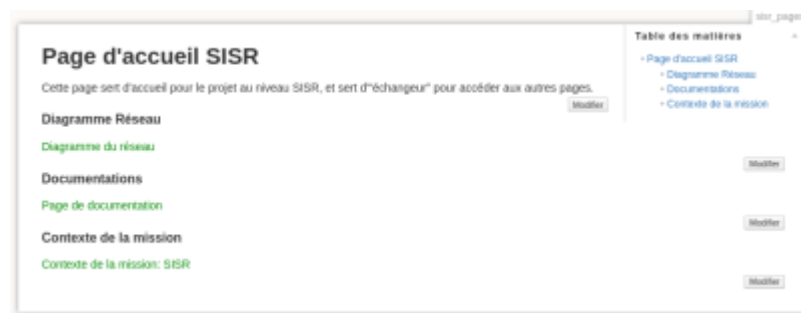 sisr_pages
Table des matières
Page d'accueil SISR
Diagramme Réseau
Documentations
Contexte de la mission
Page d'accueil SISR
Cette page sert d'accueil pour le projet au niveau SISR, et sert d'"échangeur" pour accéder aux autres pages.
Modifier
Diagramme Réseau
Diagramme du réseau
Modifier
Documentations
Page de documentation
Modifier
Contexte de la mission
Contexte de la mission: SISR
Modifier